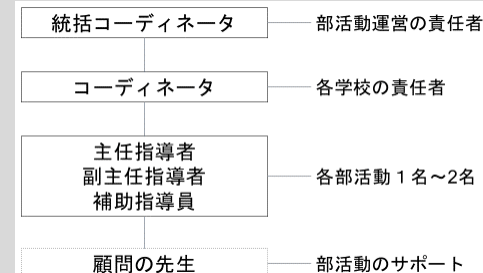 統括コーディネータ
部活動運営の責任者
コーディネータ
各学校の責任者
主任指導者
副主任指導者
補助指導員
各部活動１名～2名
顧問の先生
部活動のサポート